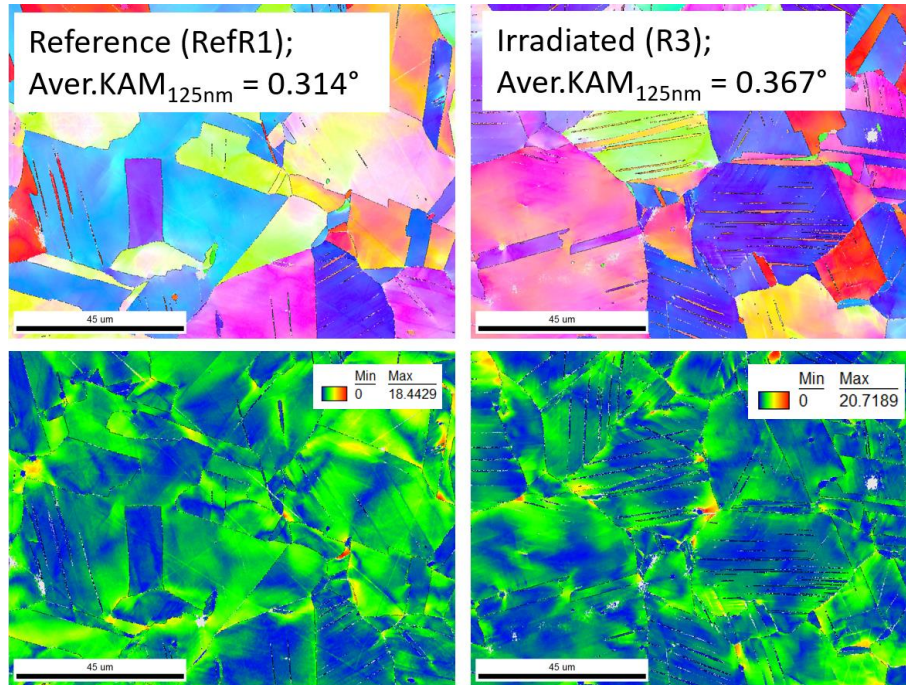 Reference (RefR1);
Aver.KAM125nm = 0.314°
Irradiated (R3);
Aver.KAM125nm = 0.367°
45 um
45 um
Min Max
0 18.4429
Min Max
0 20.7189
45 um
45 um